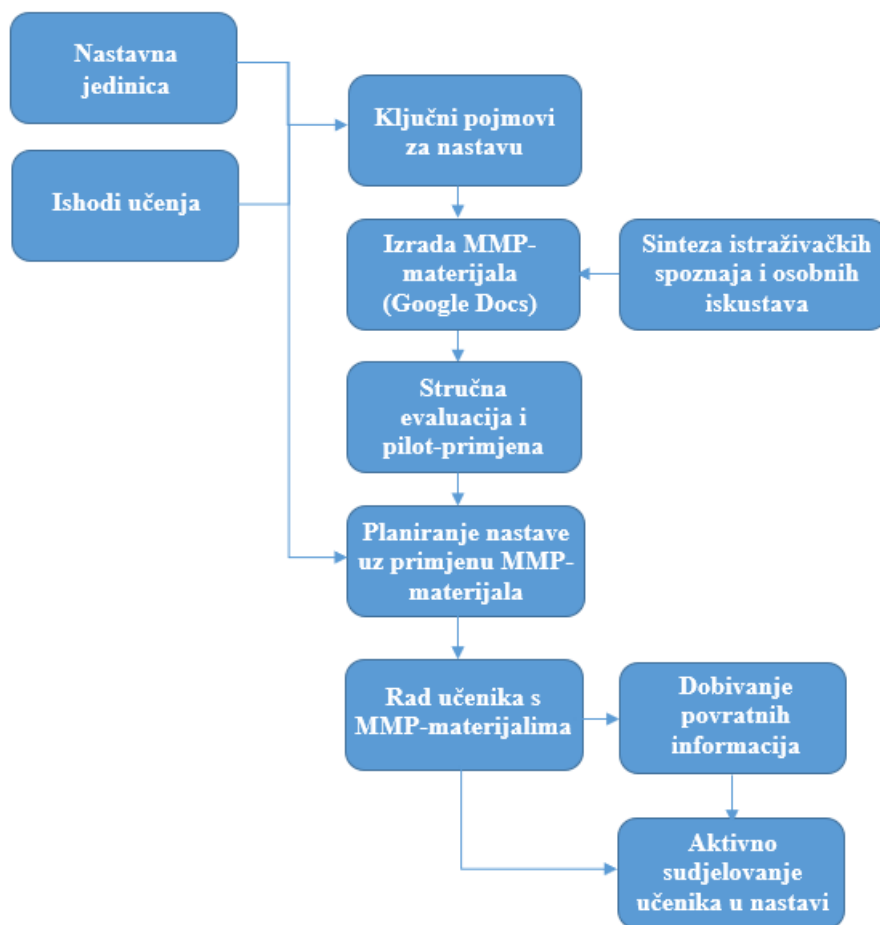 Nastavna
jedinica
Ključni pojmovi
za nastavu
Ishodi učenja
Izrada MMP-
materijala
(Google Docs)
Sinteza istraživačkih
spoznaja i osobnih
iskustava
Stručna
evaluacija i
pilot-primjena
Planiranje nastave
uz primjenu MMP-
materijala
Rad učenika s
MMP-materijalima
Dobivanje
povratnih
informacija
Aktivno
sudjelovanje
učenika u nastavi